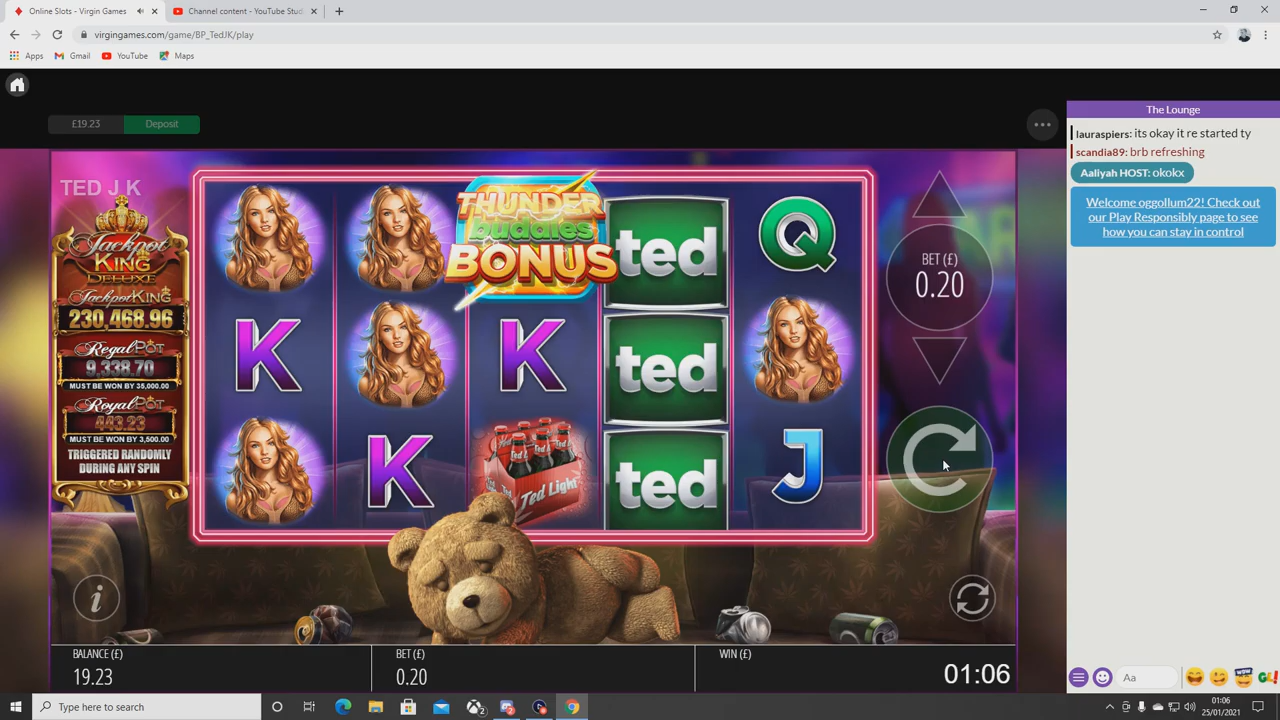 Online Slots - Virgin Games
Channel content - YouTube Stud
virgingames.com/game/BP_TedJK/play
Apps
Gmail
YouTube
Maps
£19.23
Deposit
TED J K
Jackpot
KING
DELUXE
JackpotKING
230,468.96
RegalPot
9,338.70
MUST BE WON BY 35,000.00
RoyalPot
443.23
MUST BE WON BY 3,500.00
TRIGGERED RANDOMLY
DURING ANY SPIN
THUNDER
buddies
BONUS
ted
Q
K
K
ted
K
Ted Light
ted
J
BET (£)
0.20
The Lounge
lauraspiers: its okay it re started ty
scandia89: brb refreshing
Aaliyah HOST: okokx
Welcome oggollum22! Check out
our Play Responsibly page to see
how you can stay in control
i
BALANCE (£)
19.23
BET (£)
0.20
WIN (£)
01:06
Aa
WOW
Type here to search
2
01:06
25/01/2021